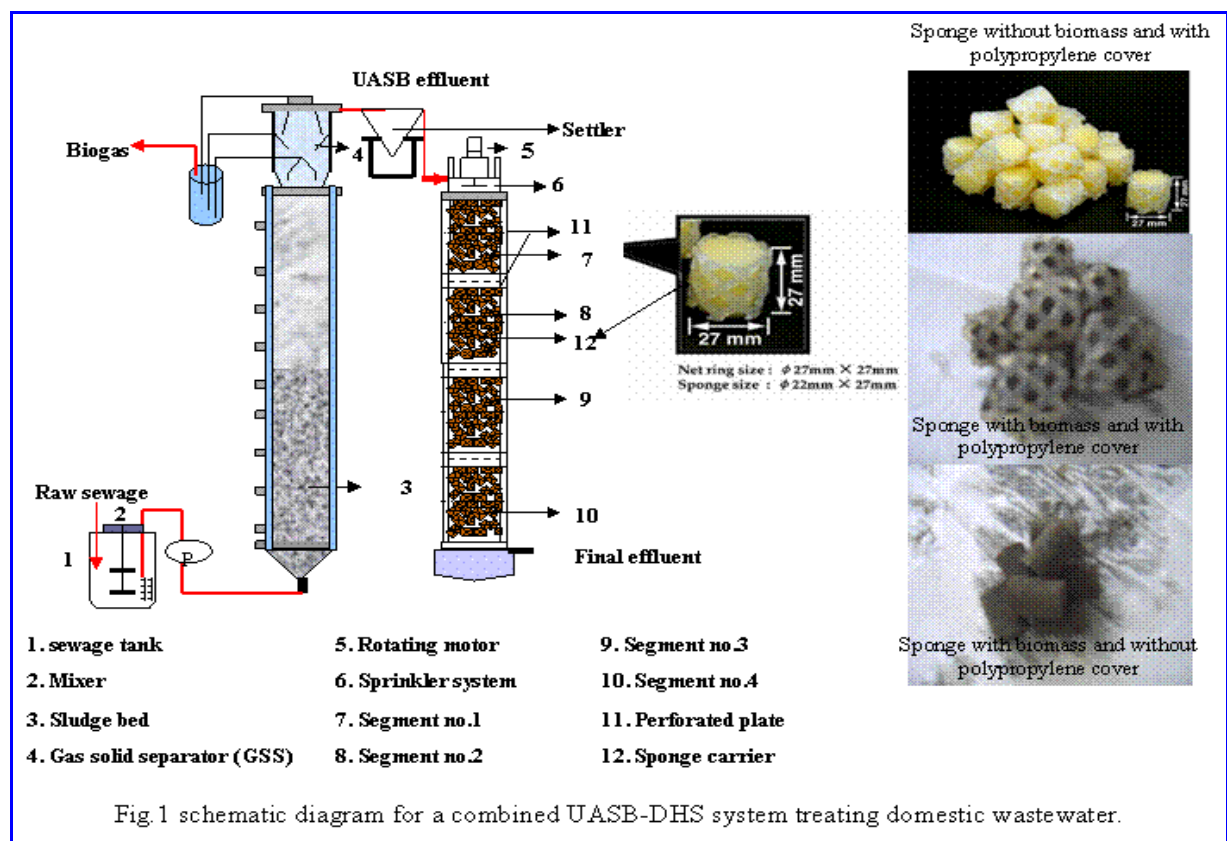 Sponge without biomass and with
polypropylene cover
UASB effluent
Settler
Biogas
4
5
6
11
7
8
12
9
10
3
27 mm
27 mm
27 mm
27 mm
Net ring size : ϕ27mm × 27mm
Sponge size : ϕ22mm × 27mm
Sponge with biomass and with
polypropylene cover
Raw sewage
2
1
P
Final effluent
Sponge with biomass and without
polypropylene cover
1. sewage tank
2. Mixer
3. Sludge bed
4. Gas solid separator (GSS)
5. Rotating motor
6. Sprinkler system
7. Segment no.1
8. Segment no.2
9. Segment no.3
10. Segment no.4
11. Perforated plate
12. Sponge carrier
Fig.1 schematic diagram for a combined UASB-DHS system treating domestic wastewater.